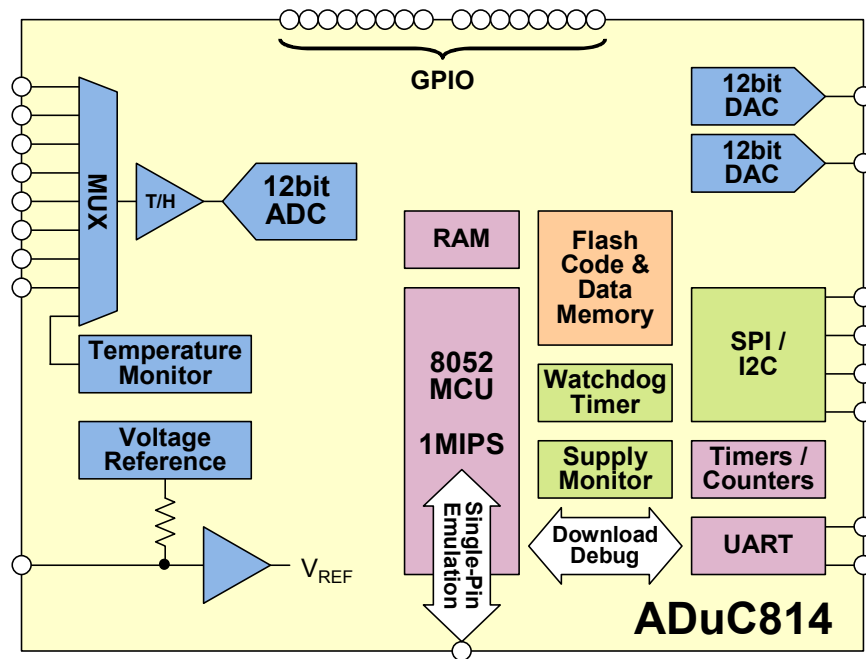 GPIO
12bit
DAC
12bit
DAC
MUX
T/H
12bit
ADC
RAM
Flash
Code &
Data
Memory
8052
MCU
1MIPS
SPI /
I2C
Temperature
Monitor
Watchdog
Timer
Voltage
Reference
Supply
Monitor
Timers /
Counters
Single-Pin
Emulation
Download
Debug
UART
VREF
ADuC814